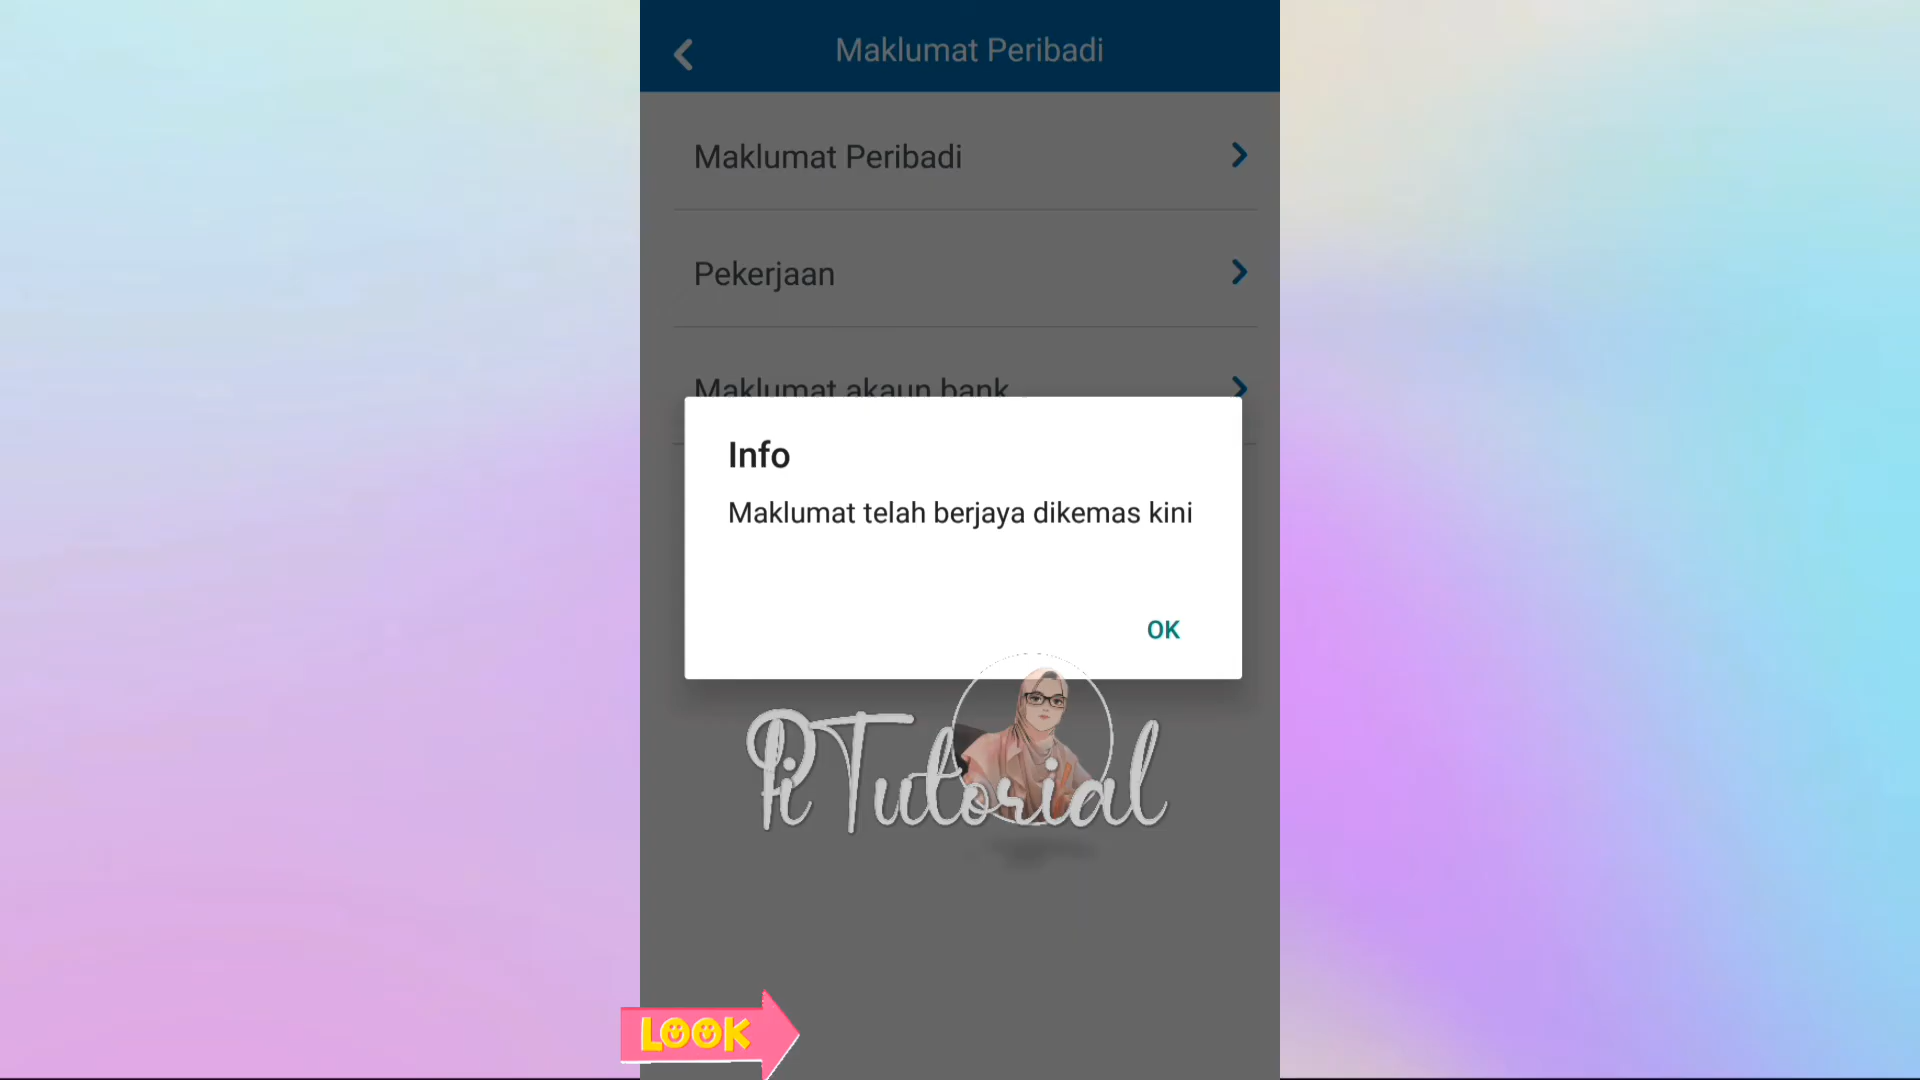 Maklumat Peribadi
Maklumat Peribadi
Pekerjaan
Maklumat akaun bank
Info
Maklumat telah berjaya dikemas kini
OK
Pi Tutorial
LOOK